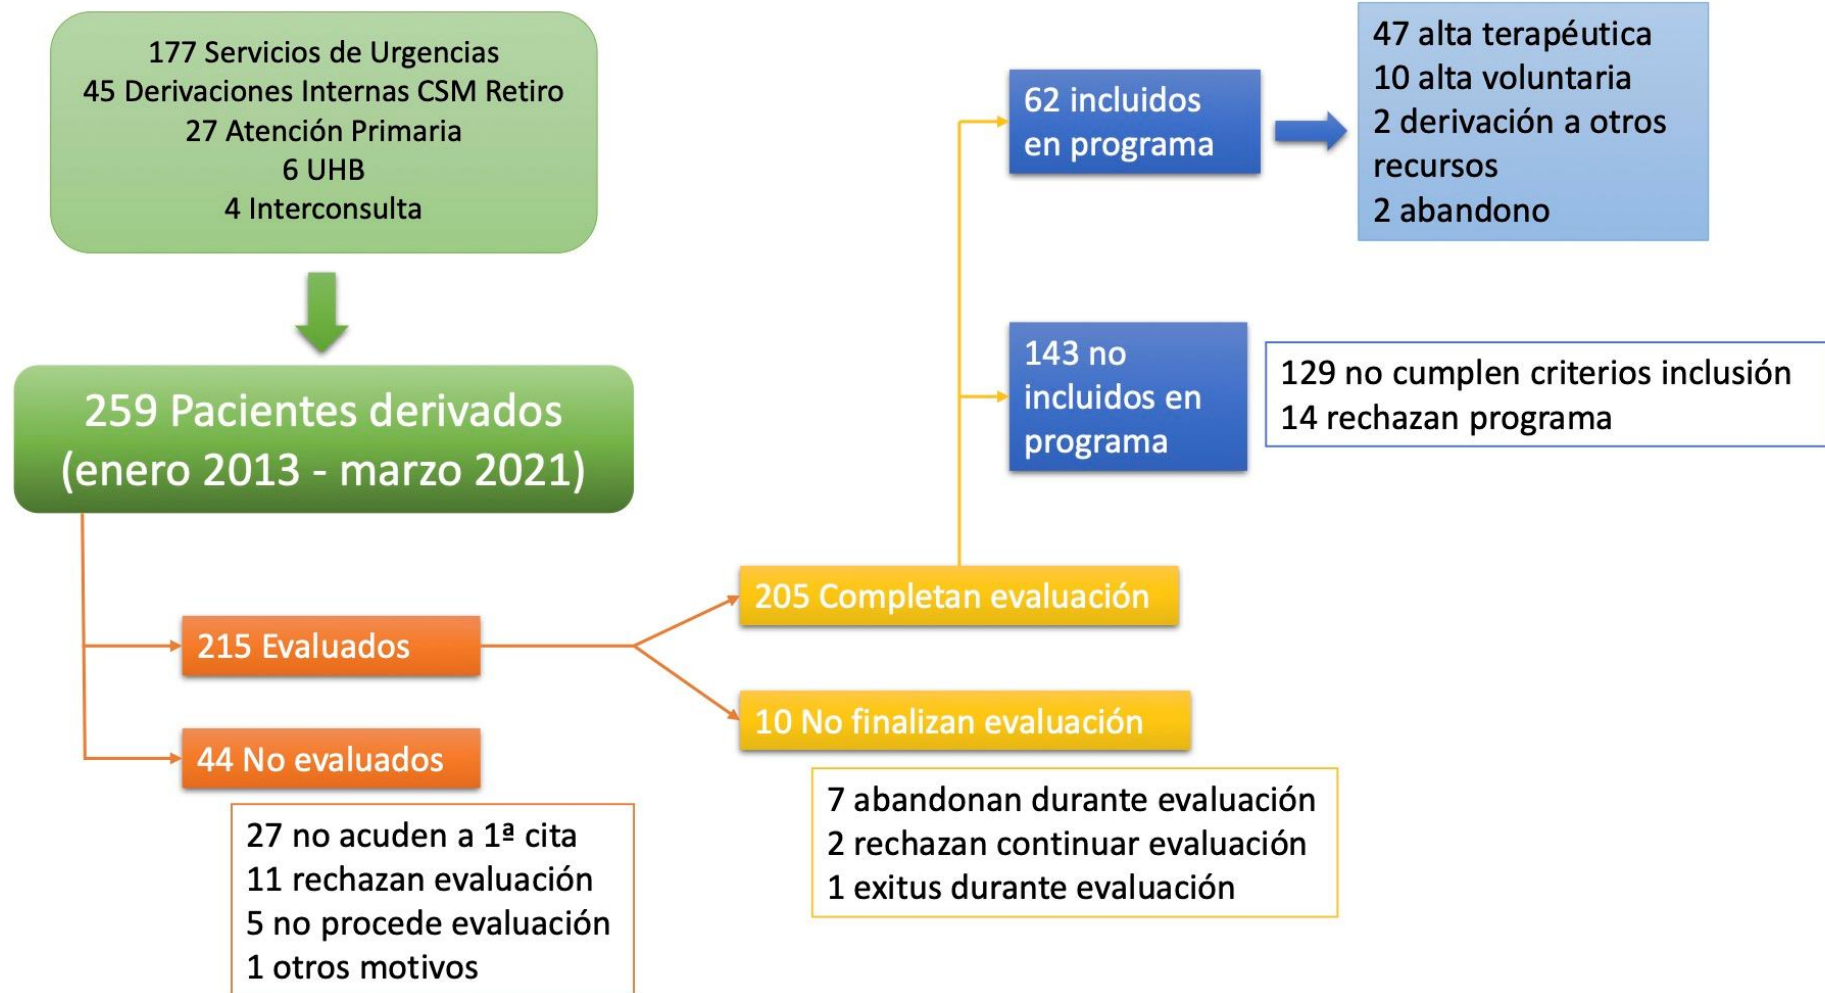 177 Servicios de Urgencias
45 Derivaciones Internas CSM Retiro
27 Atención Primaria
6 UHB
4 Interconsulta
259 Pacientes derivados
(enero 2013 - marzo 2021)
215 Evaluados
44 No evaluados
27 no acuden a 1ª cita
11 rechazan evaluación
5 no procede evaluación
1 otros motivos
205 Completan evaluación
10 No finalizan evaluación
7 abandonan durante evaluación
2 rechazan continuar evaluación
1 exitus durante evaluación
62 incluidos
en programa
47 alta terapéutica
10 alta voluntaria
2 derivación a otros
recursos
2 abandono
143 no
incluidos en
programa
129 no cumplen criterios inclusión
14 rechazan programa